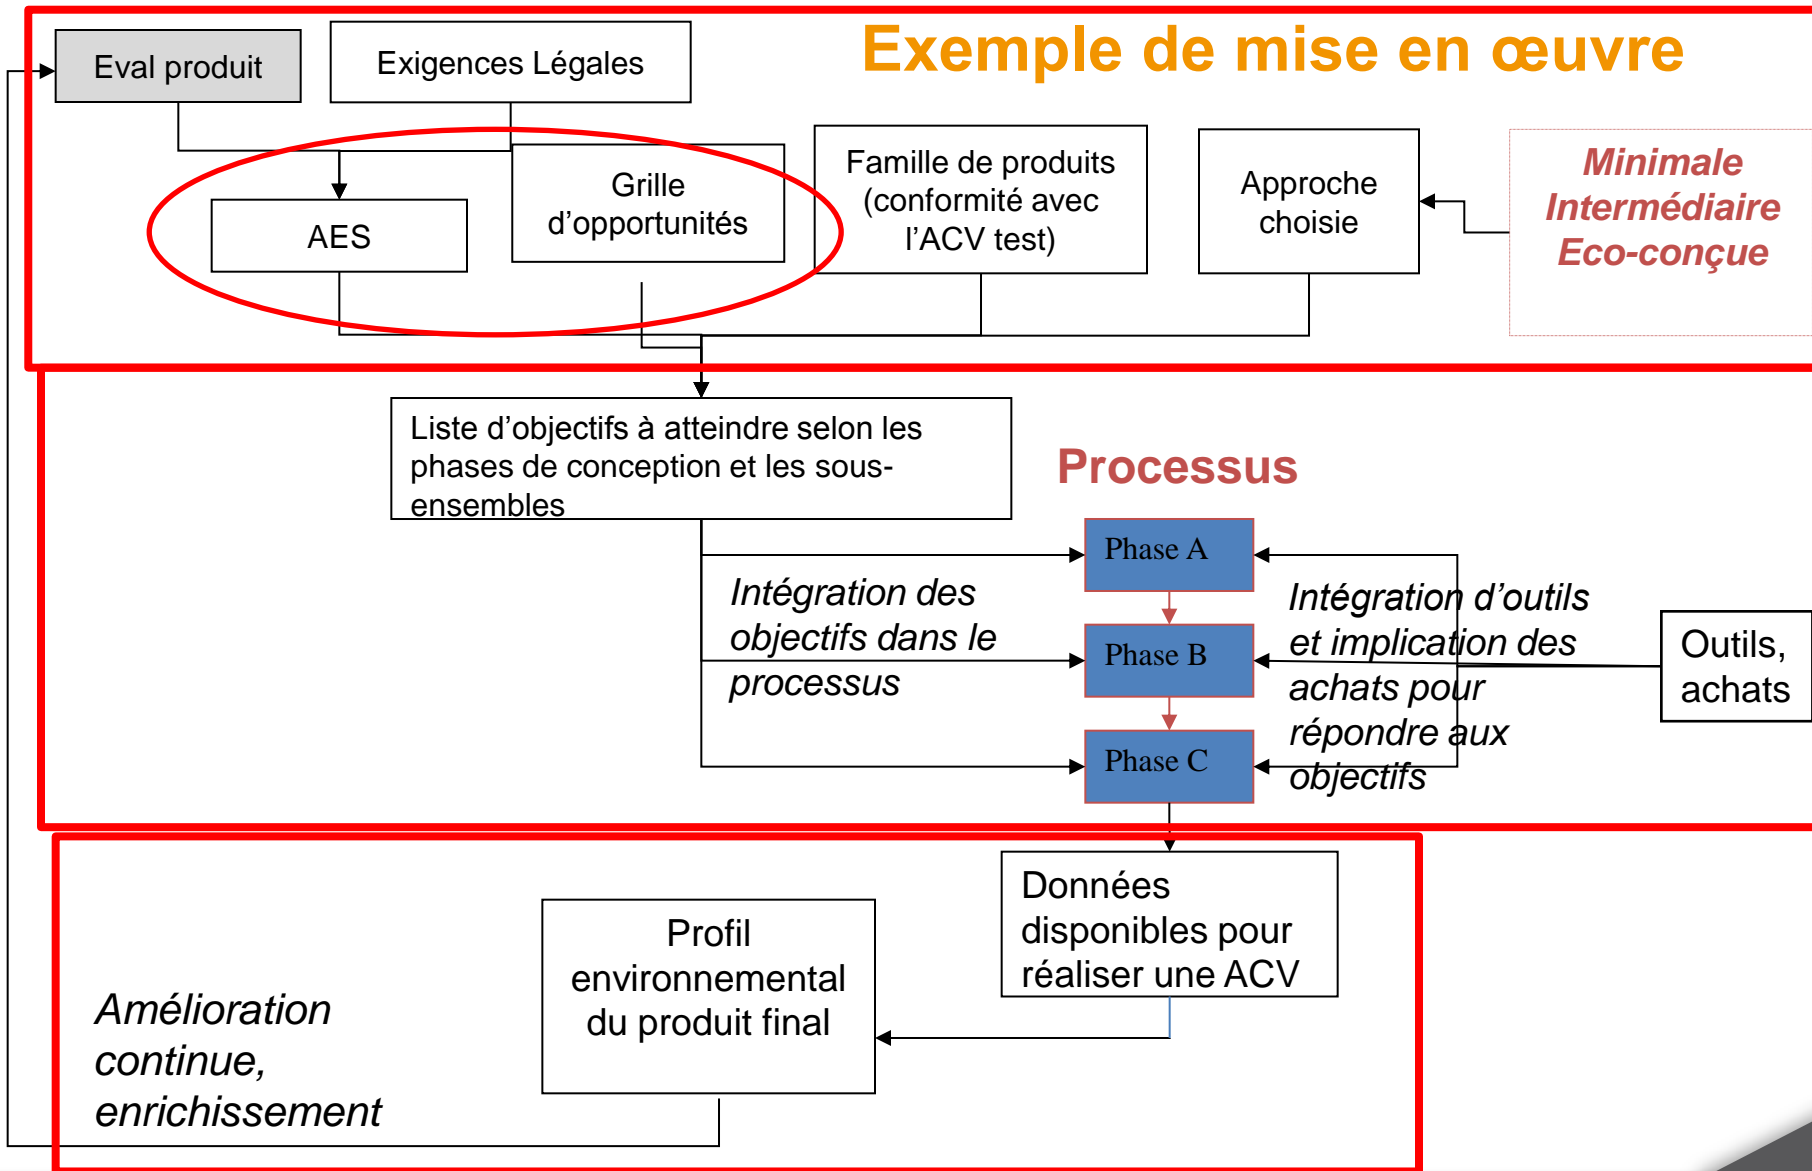 Exemple de mise en œuvre
Eval produit
Exigences Légales
AES
Grille
d’opportunités
Famille de produits
(conformité avec
l’ACV test)
Approche
choisie
Minimale
Intermédiaire
Eco-conçue
Liste d’objectifs à atteindre selon les
phases de conception et les sous-
ensembles
Processus
Phase A
Phase B
Phase C
Intégration des
objectifs dans le
processus
Intégration d’outils
et implication des
achats pour
répondre aux
objectifs
Outils,
achats
Données
disponibles pour
réaliser une ACV
Profil
environnemental
du produit final
Amélioration
continue,
enrichissement